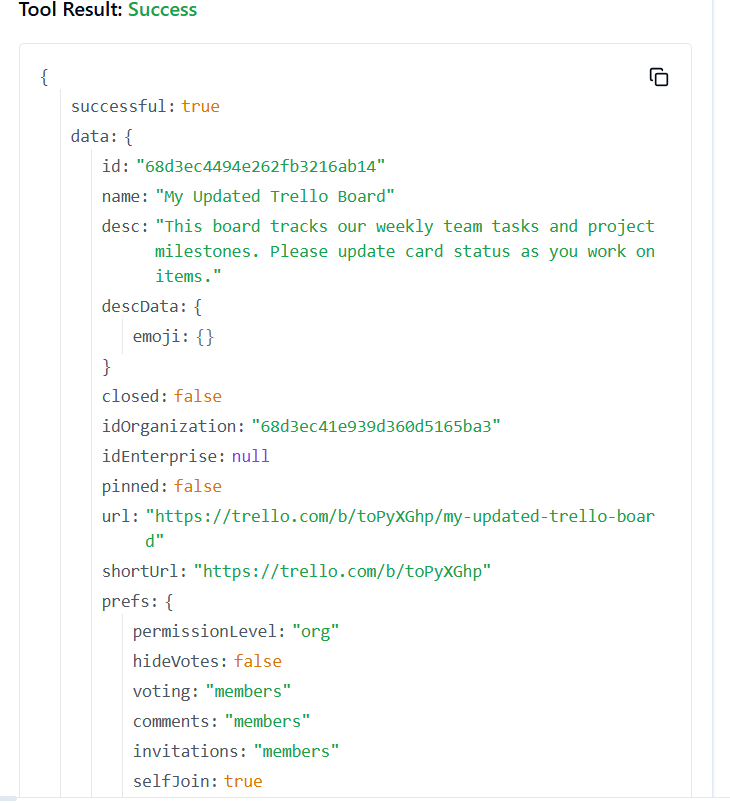 Tool Result: Success
{
successful: true
data: {
id: "68d3ec4494e262fb3216ab14"
name: "My Updated Trello Board"
desc: "This board tracks our weekly team tasks and project
milestones. Please update card status as you work on
items."
descData: {
emoji: {}
}
closed: false
idOrganization: "68d3ec41e939d360d5165ba3"
idEnterprise: null
pinned: false
url: "https://trello.com/b/toPyXGhp/my-updated-trello-boar
d"
shortUrl: "https://trello.com/b/toPyXGhp"
prefs: {
permissionLevel: "org"
hideVotes: false
voting: "members"
comments: "members"
invitations: "members"
selfJoin: true